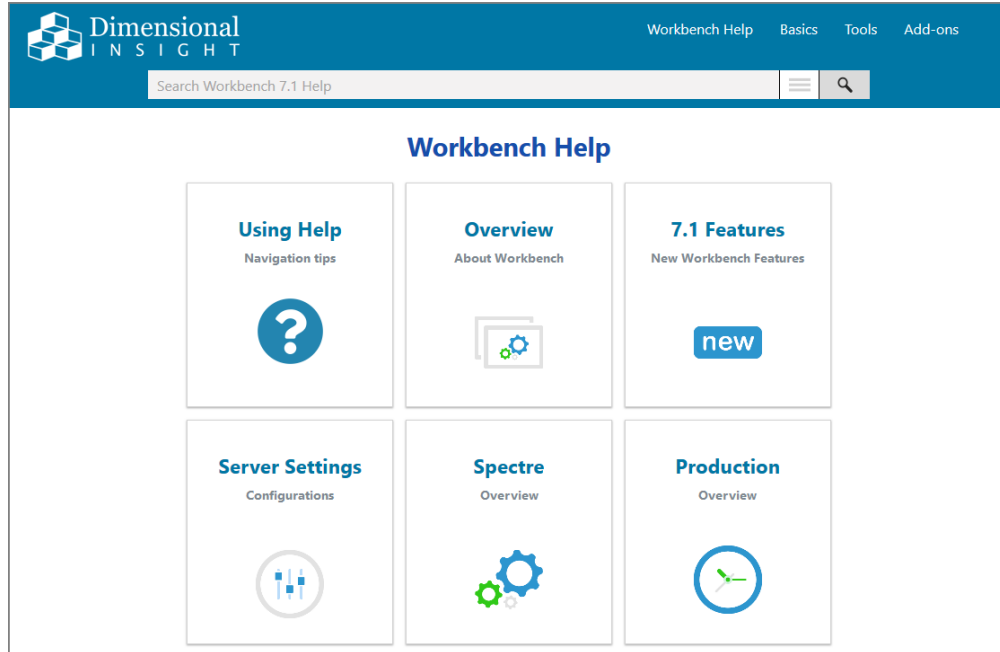 Dimensional
INSIGHT
Workbench Help Basics Tools Add-ons
Search Workbench 7.1 Help
Workbench Help
Using Help
Navigation tips
Overview
About Workbench
7.1 Features
New Workbench Features
new
Server Settings
Configurations
Spectre
Overview
Production
Overview